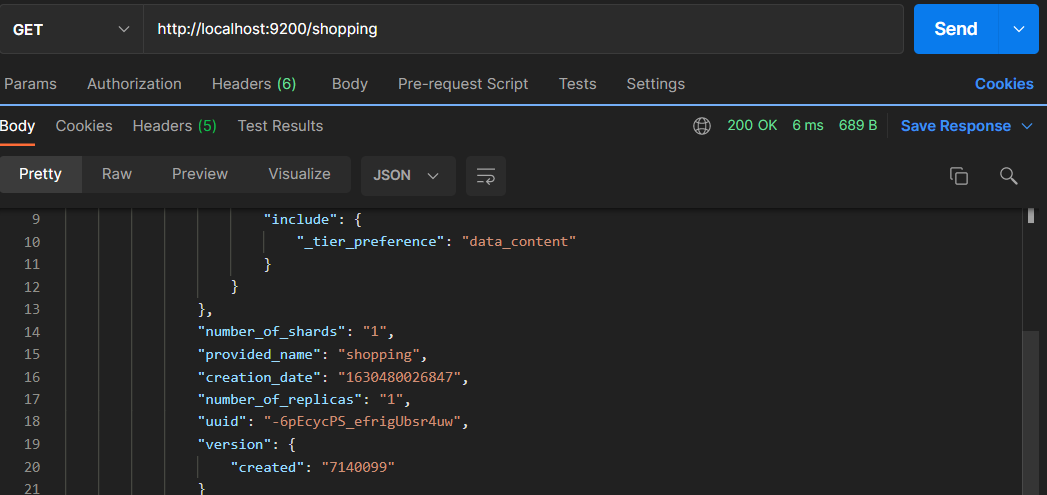 GET http://localhost:9200/shopping Send
Params Authorization Headers (6) Body Pre-request Script Tests Settings Cookies
Body Cookies Headers (5) Test Results 200 OK 6 ms 689 B Save Response
Pretty Raw Preview Visualize JSON
9 "include": {
10 "_tier_preference": "data_content"
11 }
12 }
13 },
14 "number_of_shards": "1",
15 "provided_name": "shopping",
16 "creation_date": "1630480026847",
17 "number_of_replicas": "1",
18 "uuid": "-6pEcycPS_efrigUbsr4uw",
19 "version": {
20 "created": "7140099"
21 }